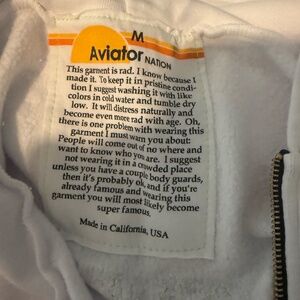 M
Aviator NATION
This garment is rad. I know because I
made it. To keep it in pristine condi-
tion I suggest washing it with like
colors in cold water and tumble dry
low. It will distress naturally and
become even more rad with age. Oh,
there is one problem with wearing this
garment I must warn you about:
People will come out of no where and
want to know who you are. I suggest
not wearing it in a crowded place
unless you have a couple body guards,
then it's probably ok, and if you're
already famous and wearing this
garment you will most likely become
super famous.
Made in California, USA